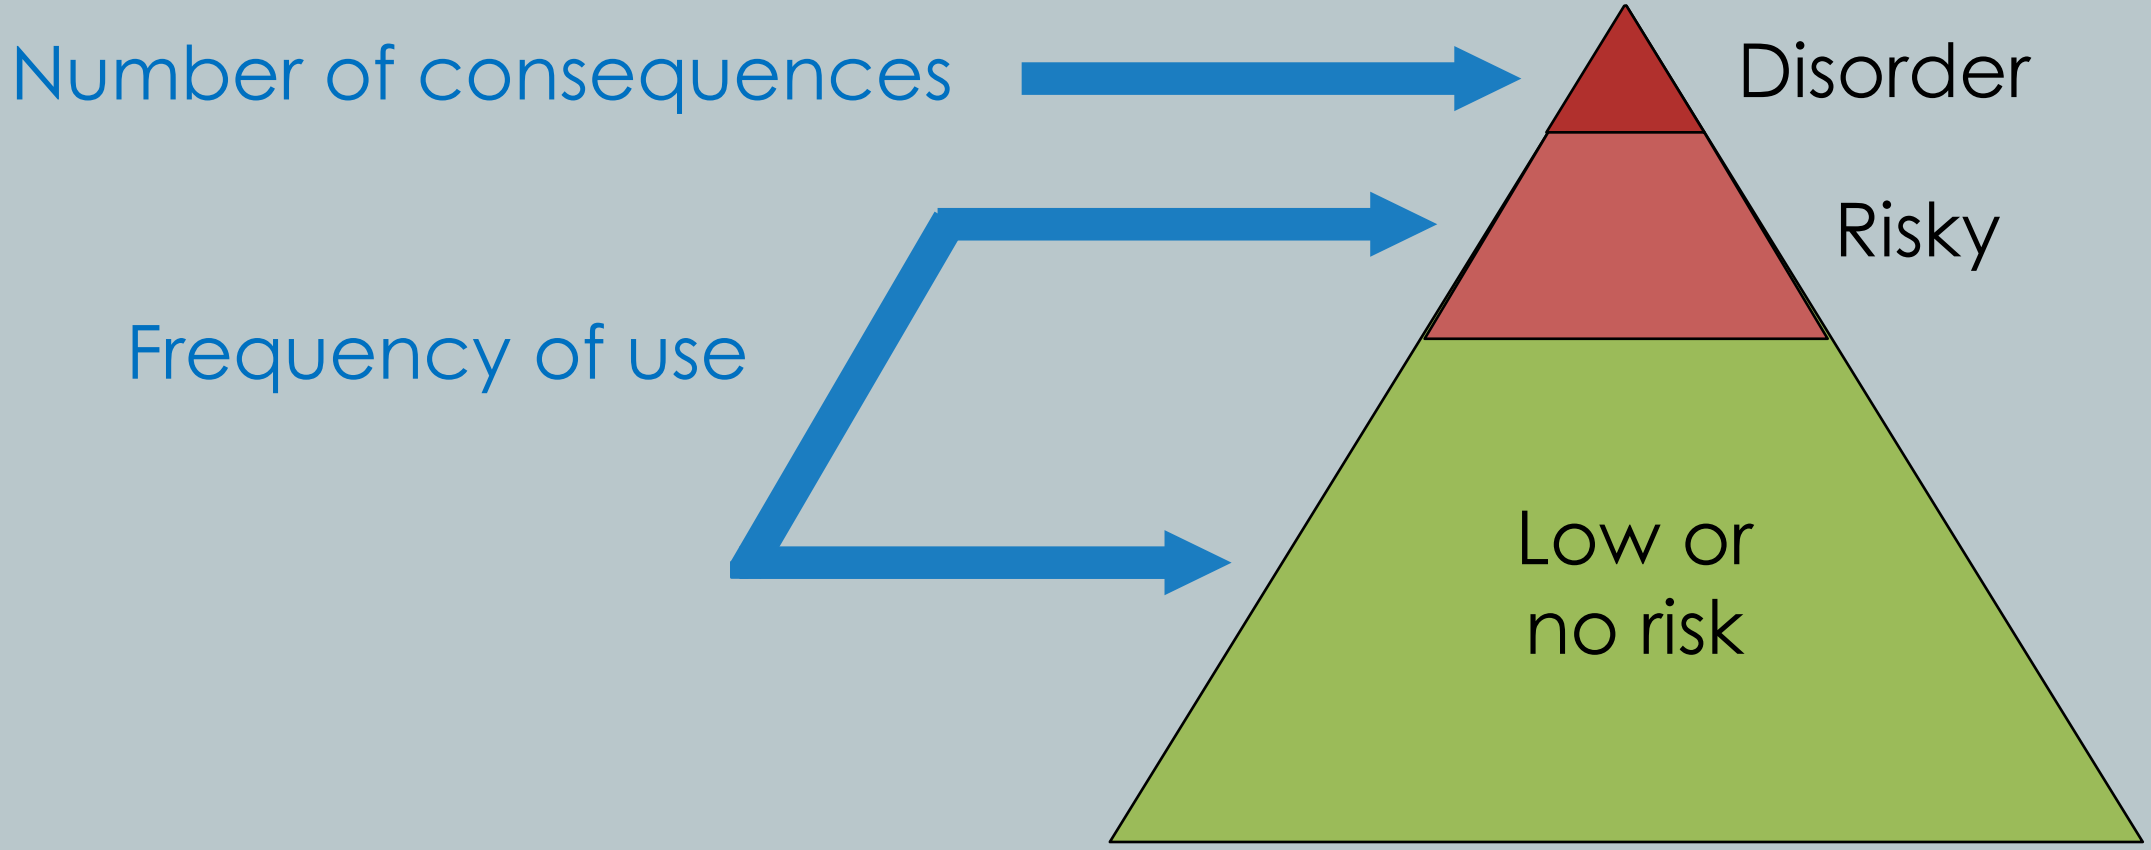 Number of consequences
Disorder
Risky
Frequency of use
Low or
no risk